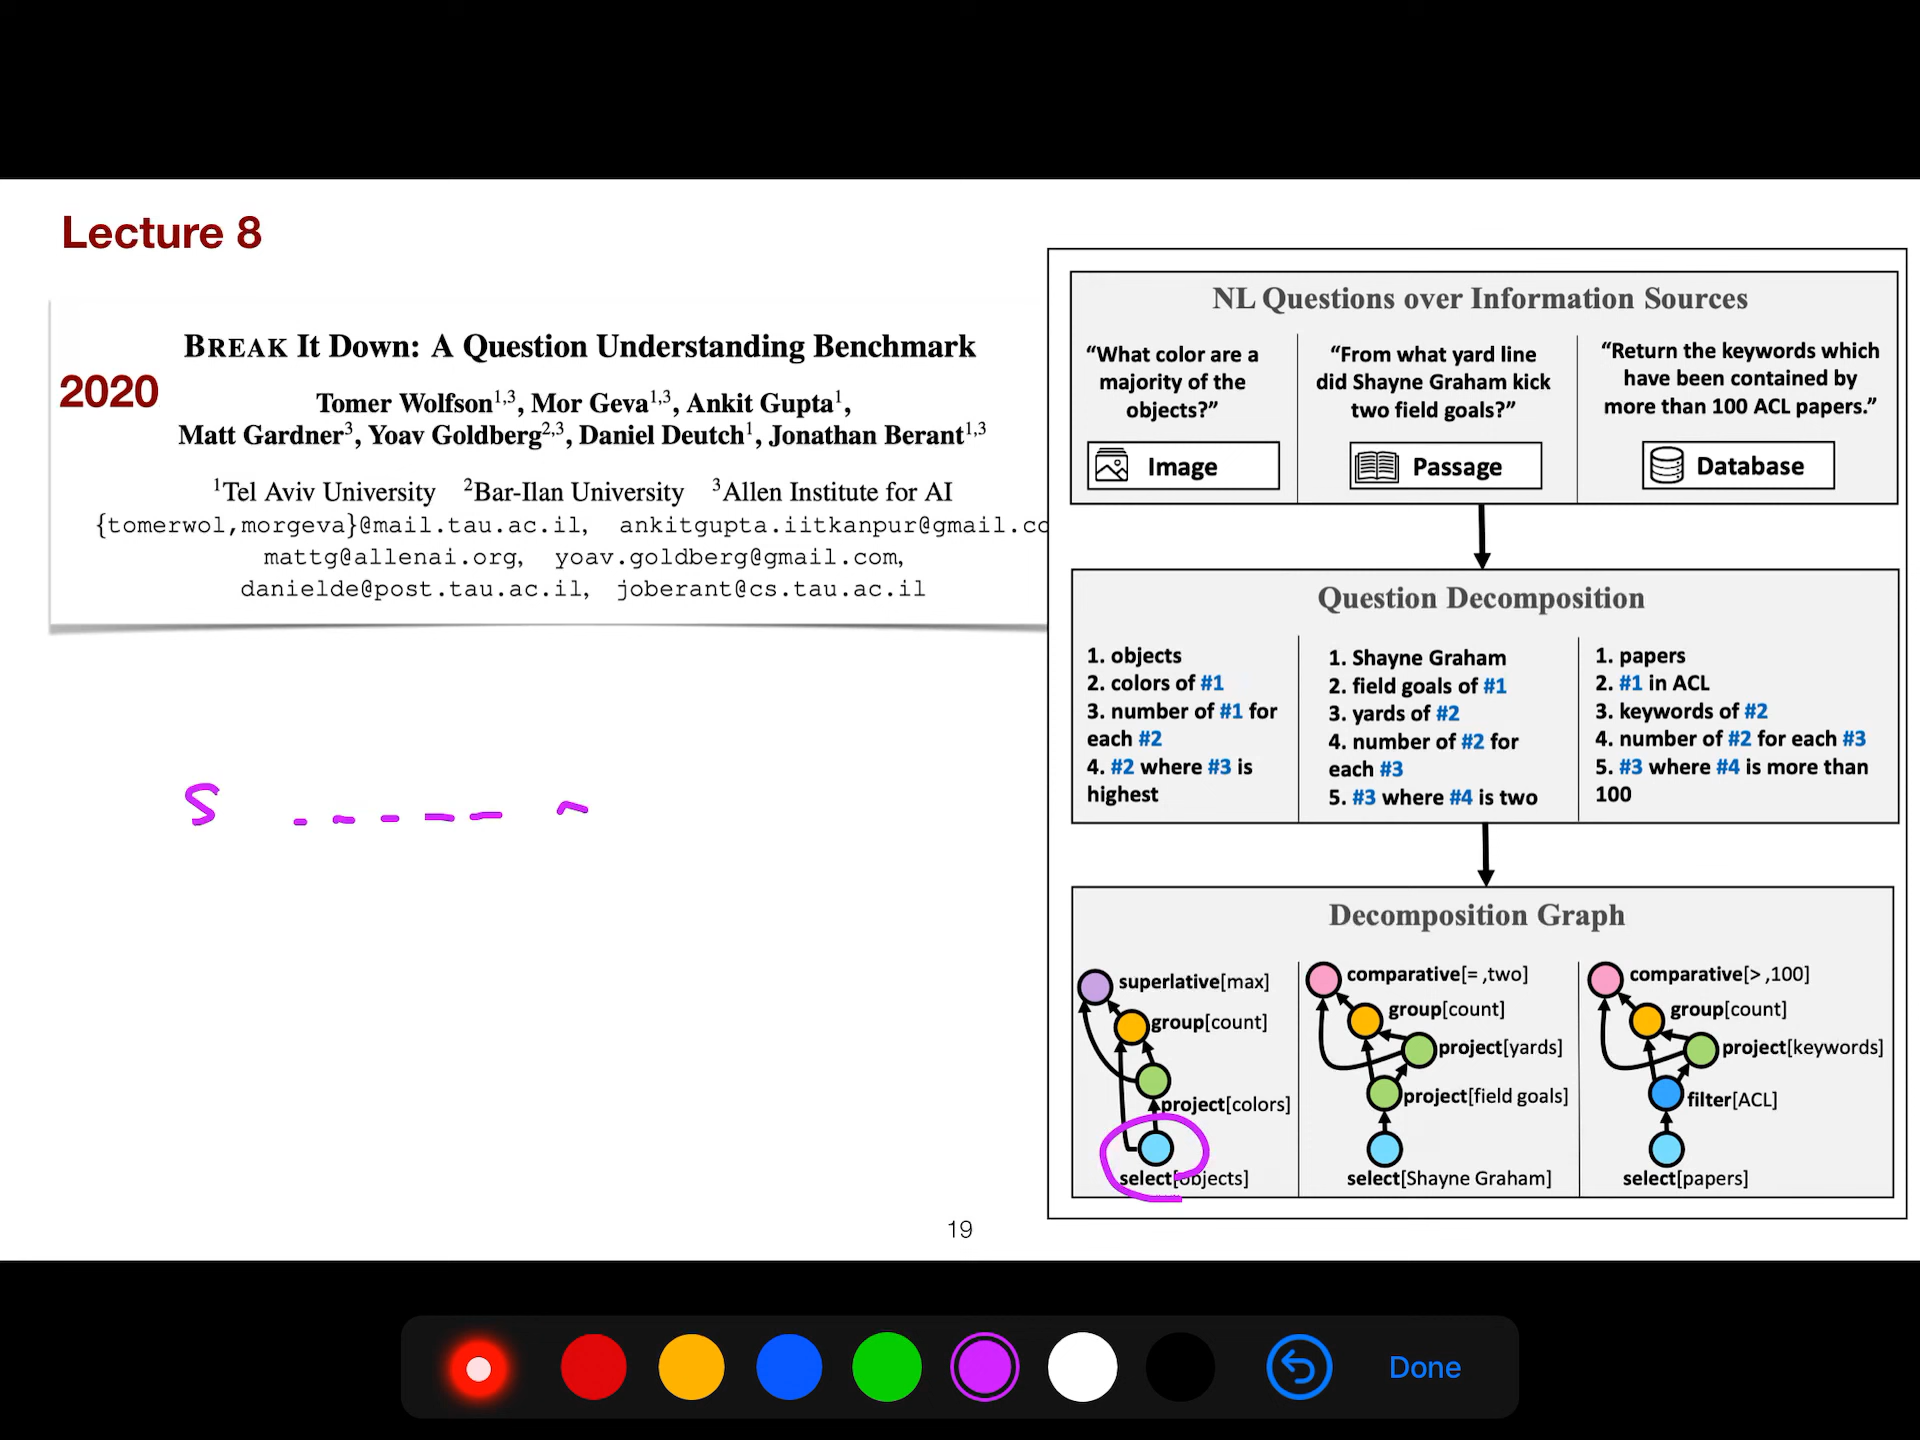 Lecture 8
BREAK It Down: A Question Understanding Benchmark
2020
Tomer Wolfson1,3, Mor Geva1,3, Ankit Gupta1,
Matt Gardner3, Yoav Goldberg2,3, Daniel Deutch1, Jonathan Berant1,3
1Tel Aviv University 2Bar-Ilan University 3Allen Institute for AI
{tomerwol,morgeva}@mail.tau.ac.il, ankitgupta.iitkanpur@gmail.co
mattg@allenai.org, yoav.goldberg@gmail.com,
danielde@post.tau.ac.il, joberant@cs.tau.ac.il
S
NL Questions over Information Sources
“What color are a
majority of the
objects?”
Image
“From what yard line
did Shayne Graham kick
two field goals?”
Passage
“Return the keywords which
have been contained by
more than 100 ACL papers.”
Database
Question Decomposition
1. objects
2. colors of #1
3. number of #1 for
each #2
4. #2 where #3 is
highest
1. Shayne Graham
2. field goals of #1
3. yards of #2
4. number of #2 for
each #3
5. #3 where #4 is two
1. papers
2. #1 in ACL
3. keywords of #2
4. number of #2 for each #3
5. #3 where #4 is more than
100
Decomposition Graph
superlative[max]
group[count]
project[colors]
select[objects]
comparative[= ,two]
group[count]
project[yards]
project[field goals]
select[Shayne Graham]
comparative[> ,100]
group[count]
project[keywords]
filter[ACL]
select[papers]
19
Done